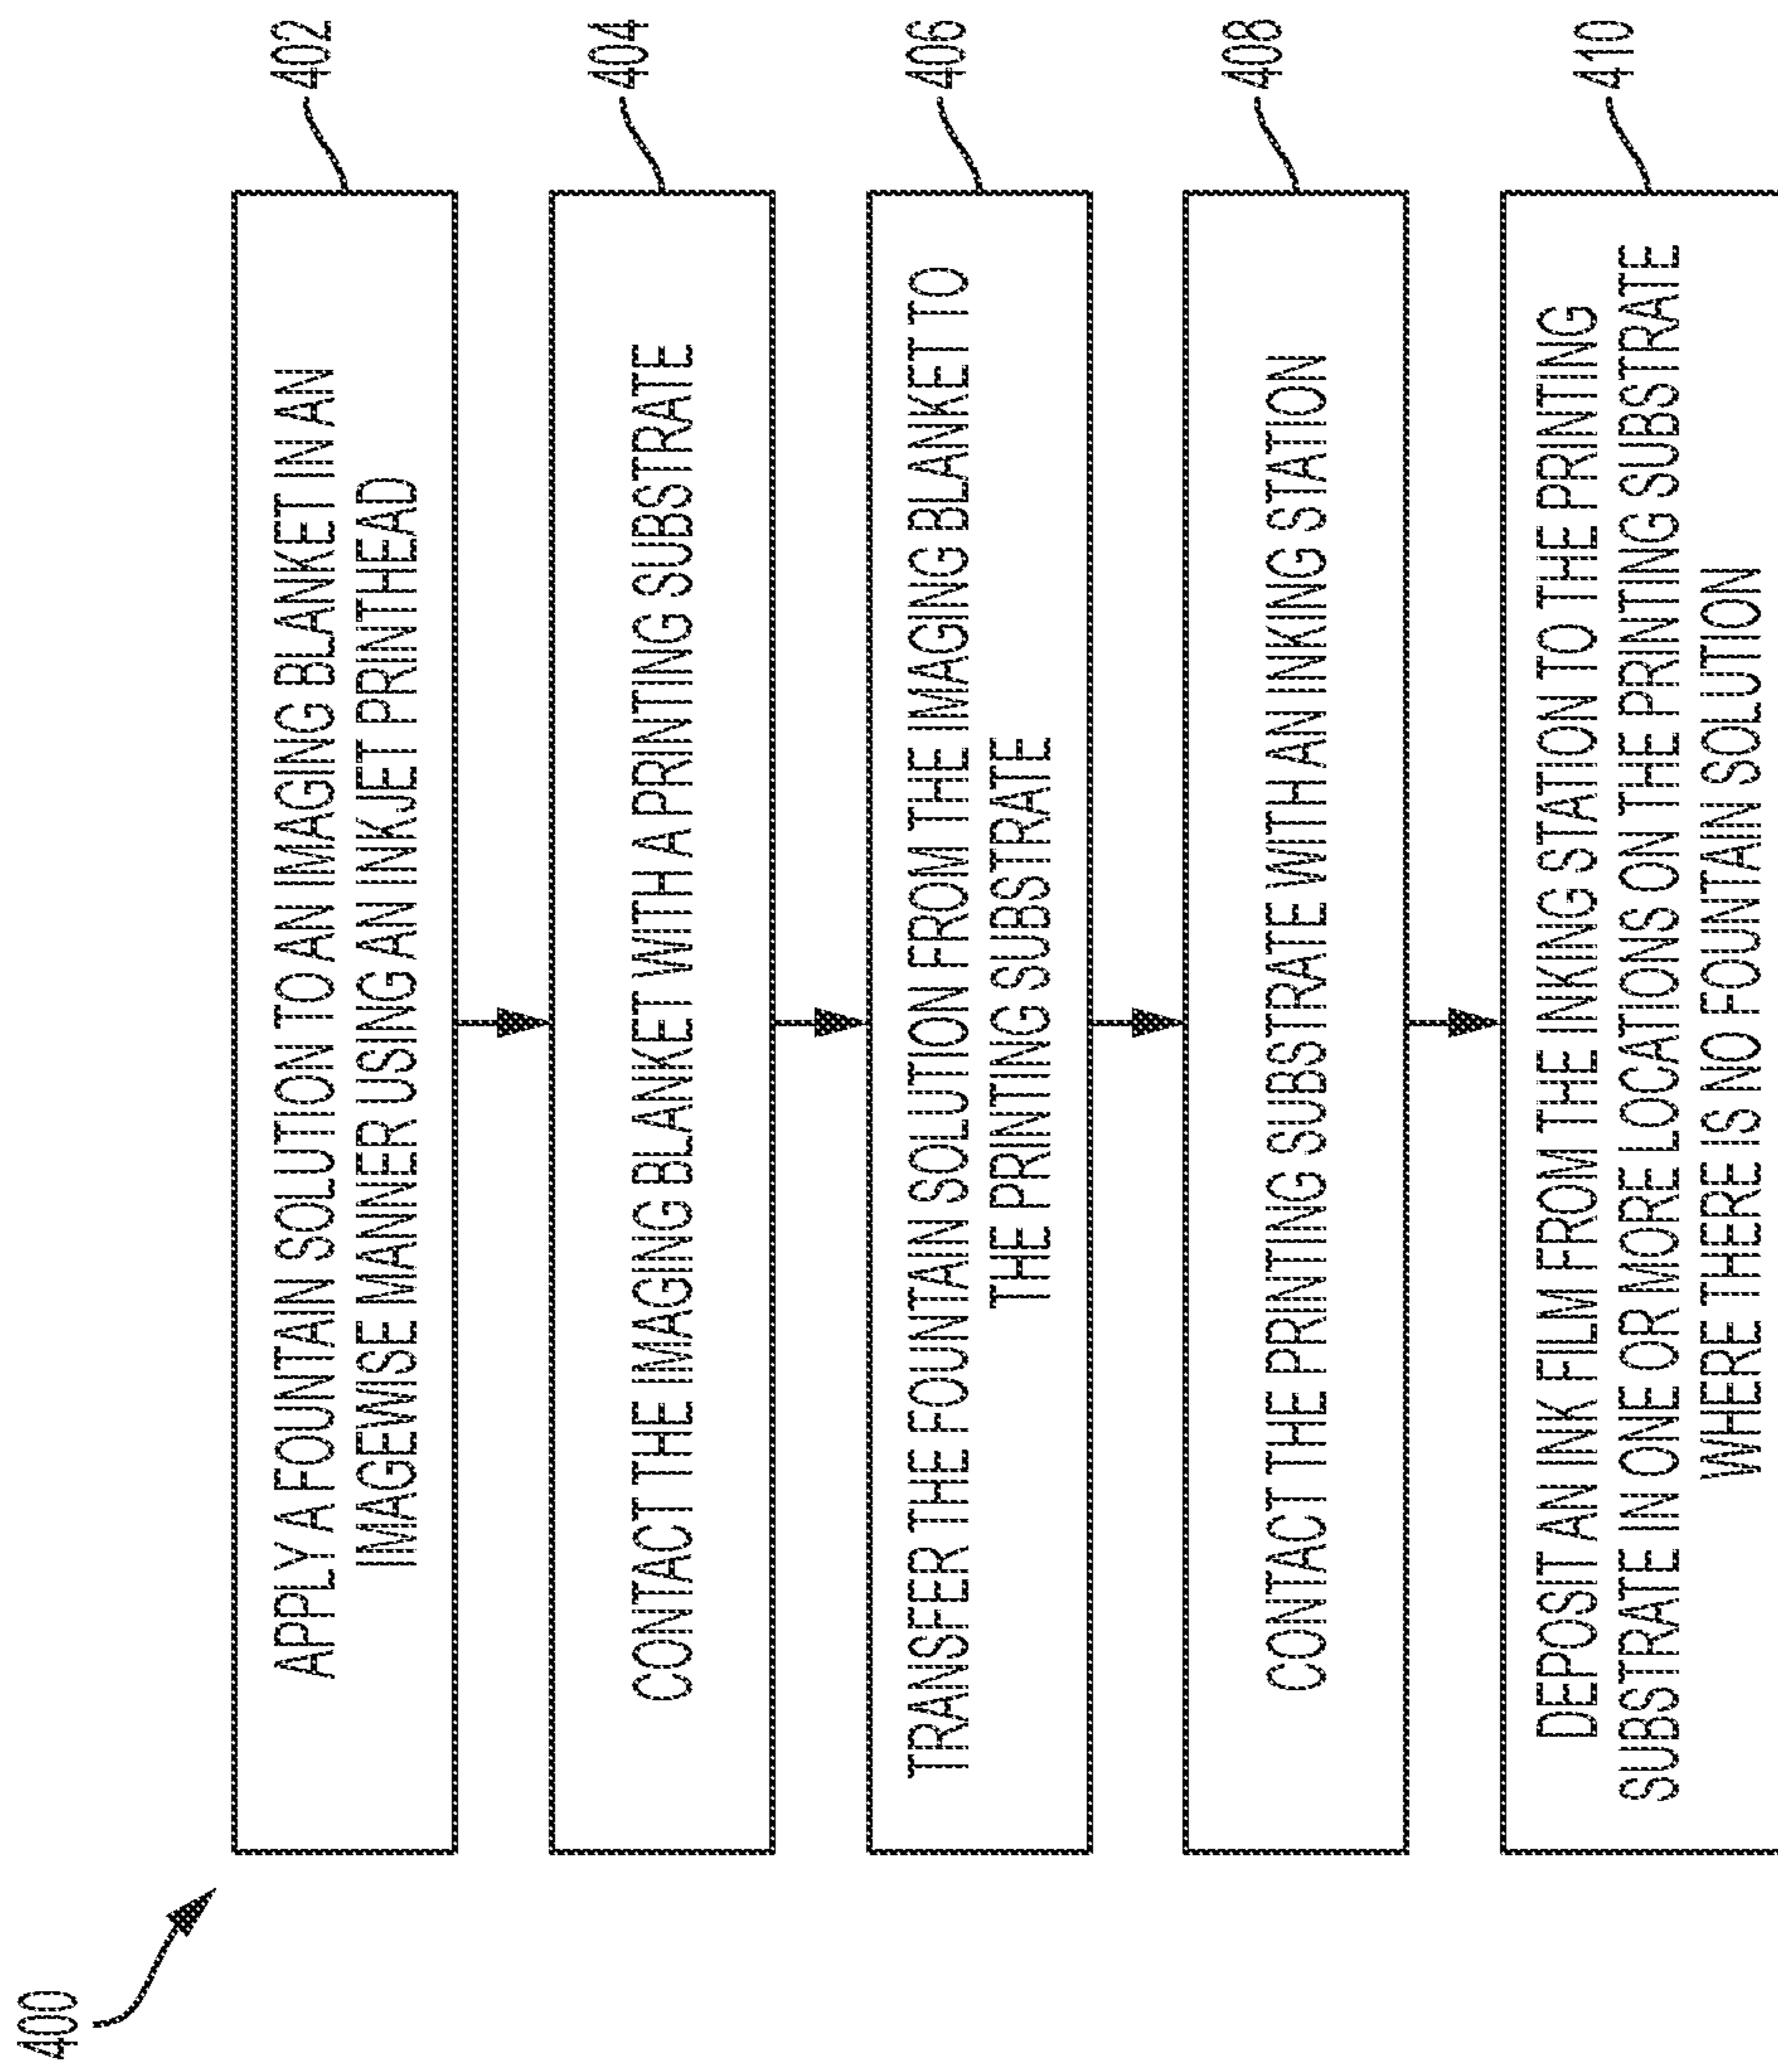 400
APPLY A FOUNTAIN SOLUTION TO AN IMAGING BLANKET IN AN
IMAGEWISE MANNER USING AN INKJET PRINTHEAD
402
CONTACT THE IMAGING BLANKET WITH A PRINTING SUBSTRATE
404
TRANSFER THE FOUNTAIN SOLUTION FROM THE IMAGING BLANKET TO
THE PRINTING SUBSTRATE
406
CONTACT THE PRINTING SUBSTRATE WITH AN INKING STATION
408
DEPOSIT AN INK FILM FROM THE INKING STATION TO THE PRINTING
SUBSTRATE IN ONE OR MORE LOCATIONS ON THE PRINTING SUBSTRATE
WHERE THERE IS NO FOUNTAIN SOLUTION
410